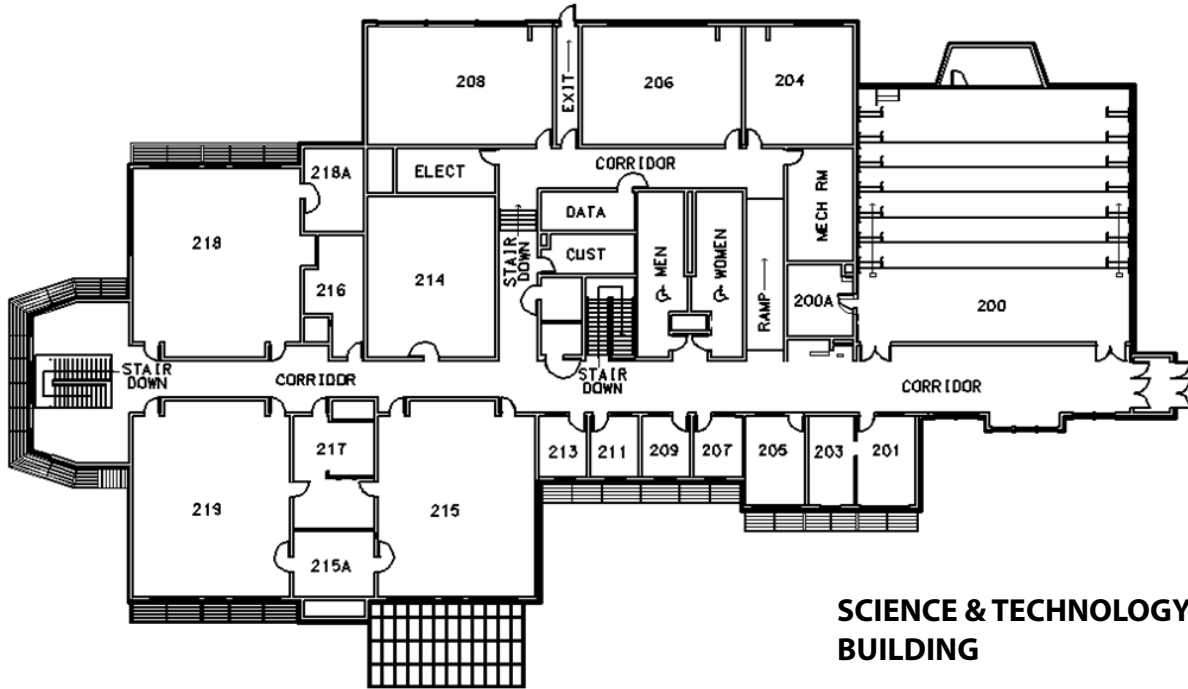 208
EXIT
206
204
218A
ELECT
CORRIDOR
MECH RM
DATA
218
216
214
STAIR
DOWN
CUST
MEN
WOMEN
RAMP
200A
200
STAIR
DOWN
CORRIDOR
STAIR
DOWN
CORRIDOR
217
213
211
209
207
205
203
201
219
215
215A
SCIENCE & TECHNOLOGY
BUILDING